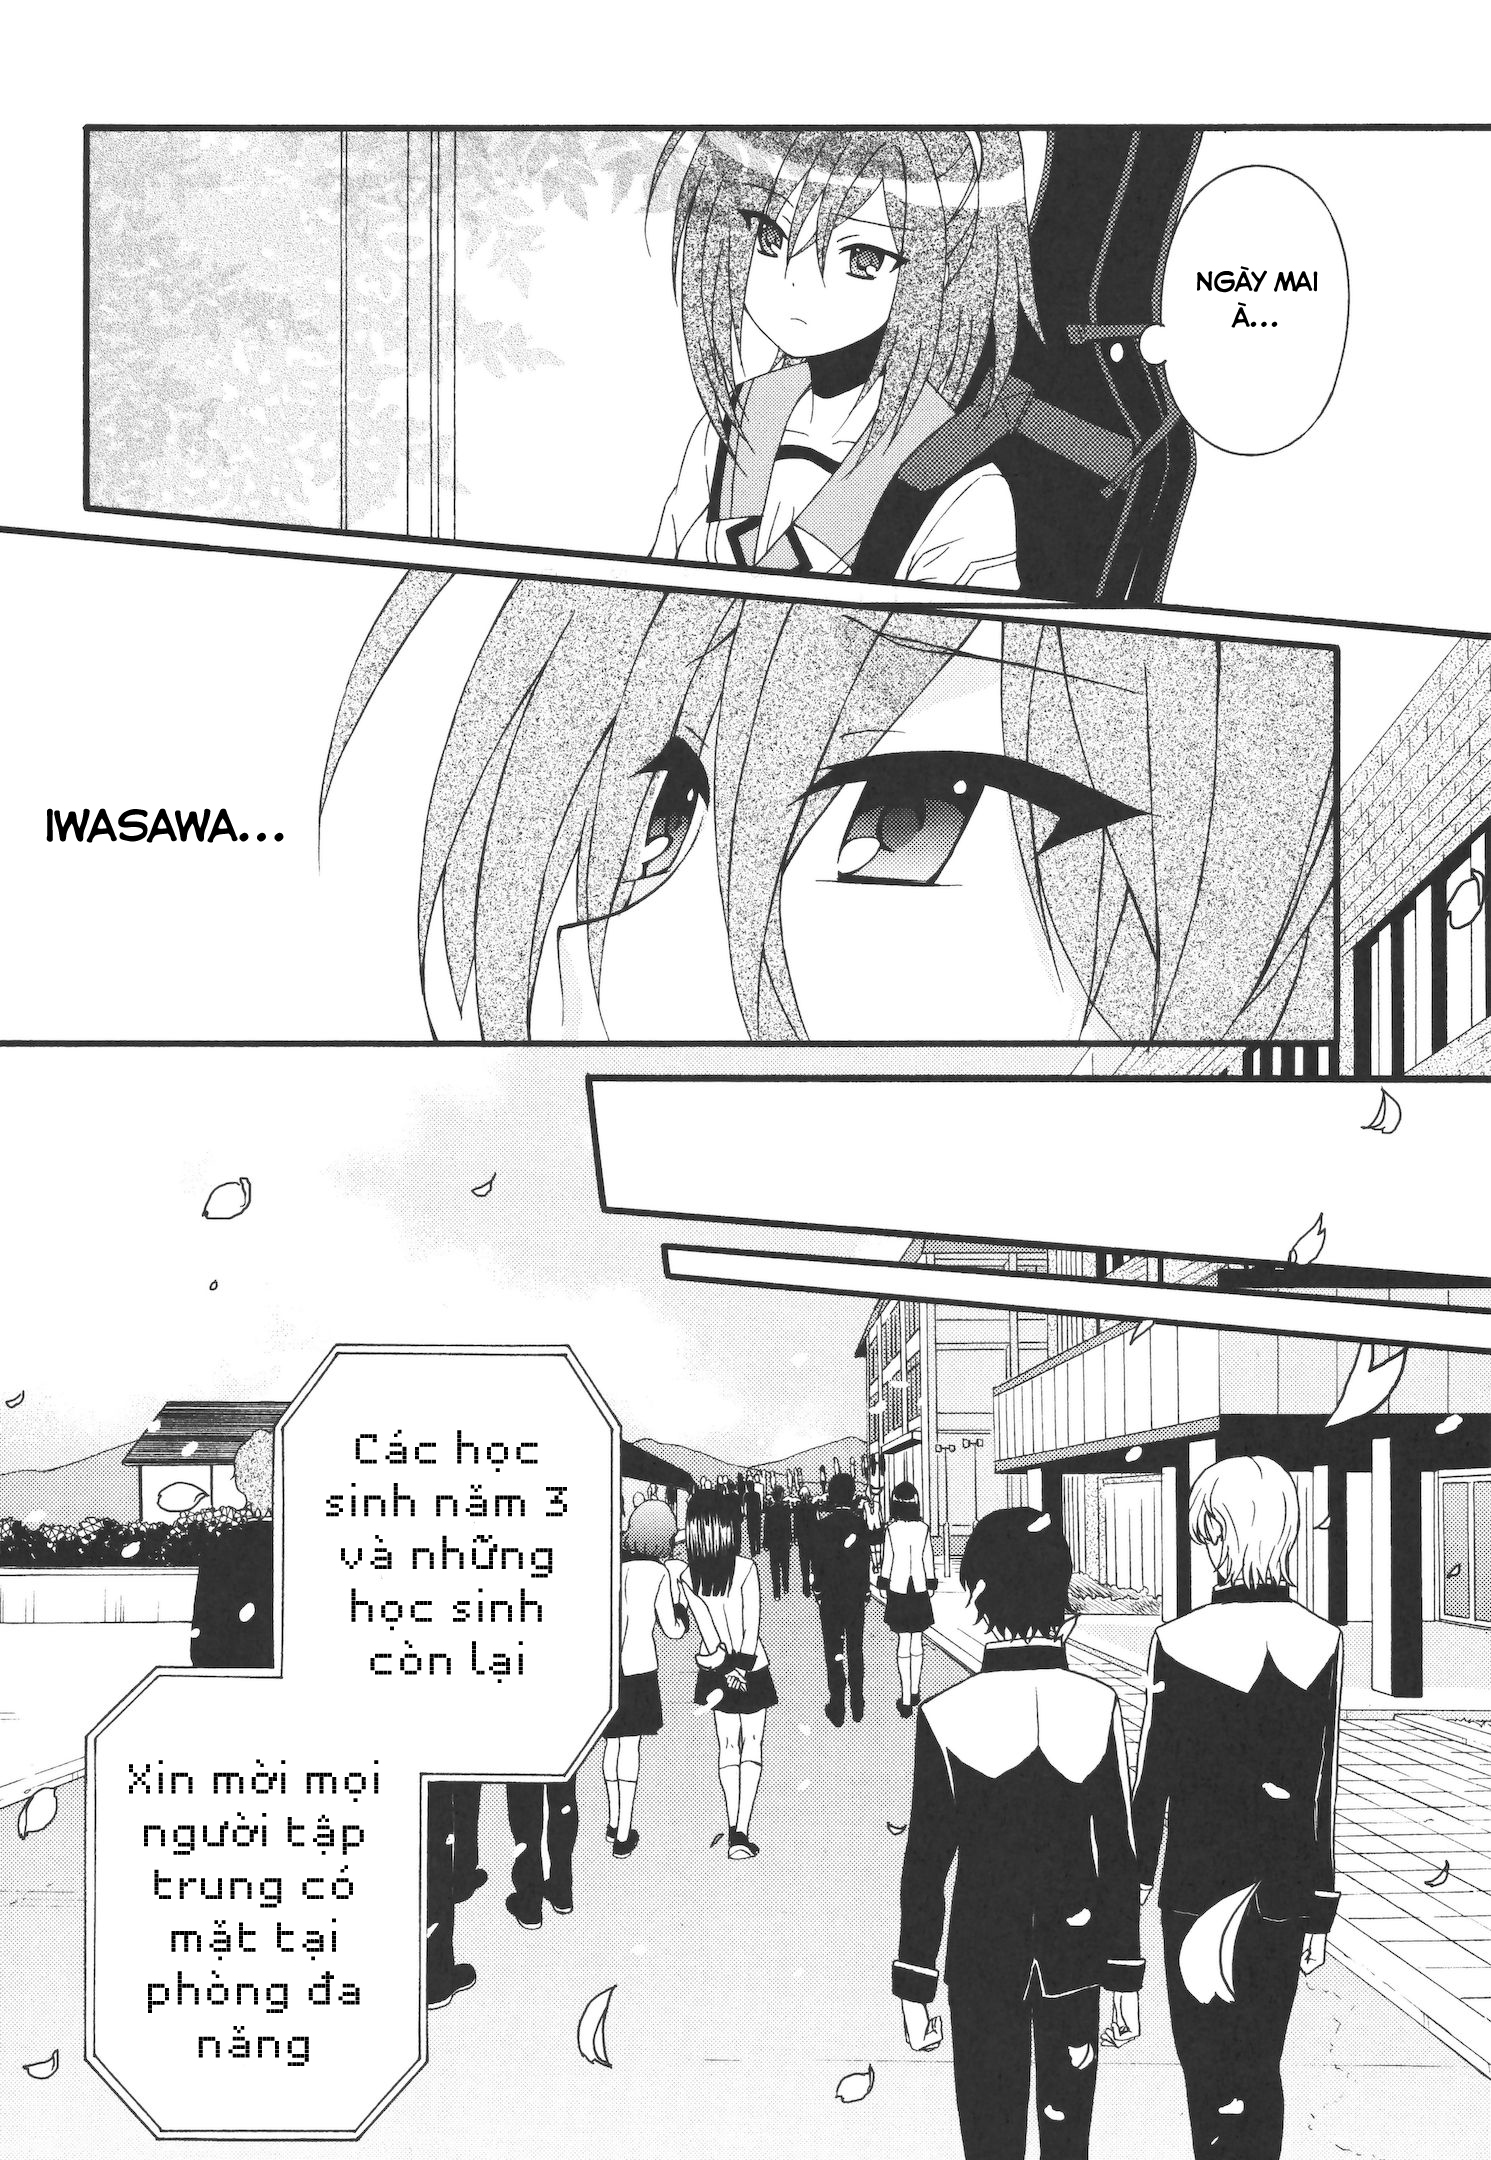 NGÀY MAI
À...
IWASAWA...
Các học
sinh năm 3
và những
học sinh
còn lại
Xin mời mọi
người tập
trung có
mặt tại
phòng đa
năng